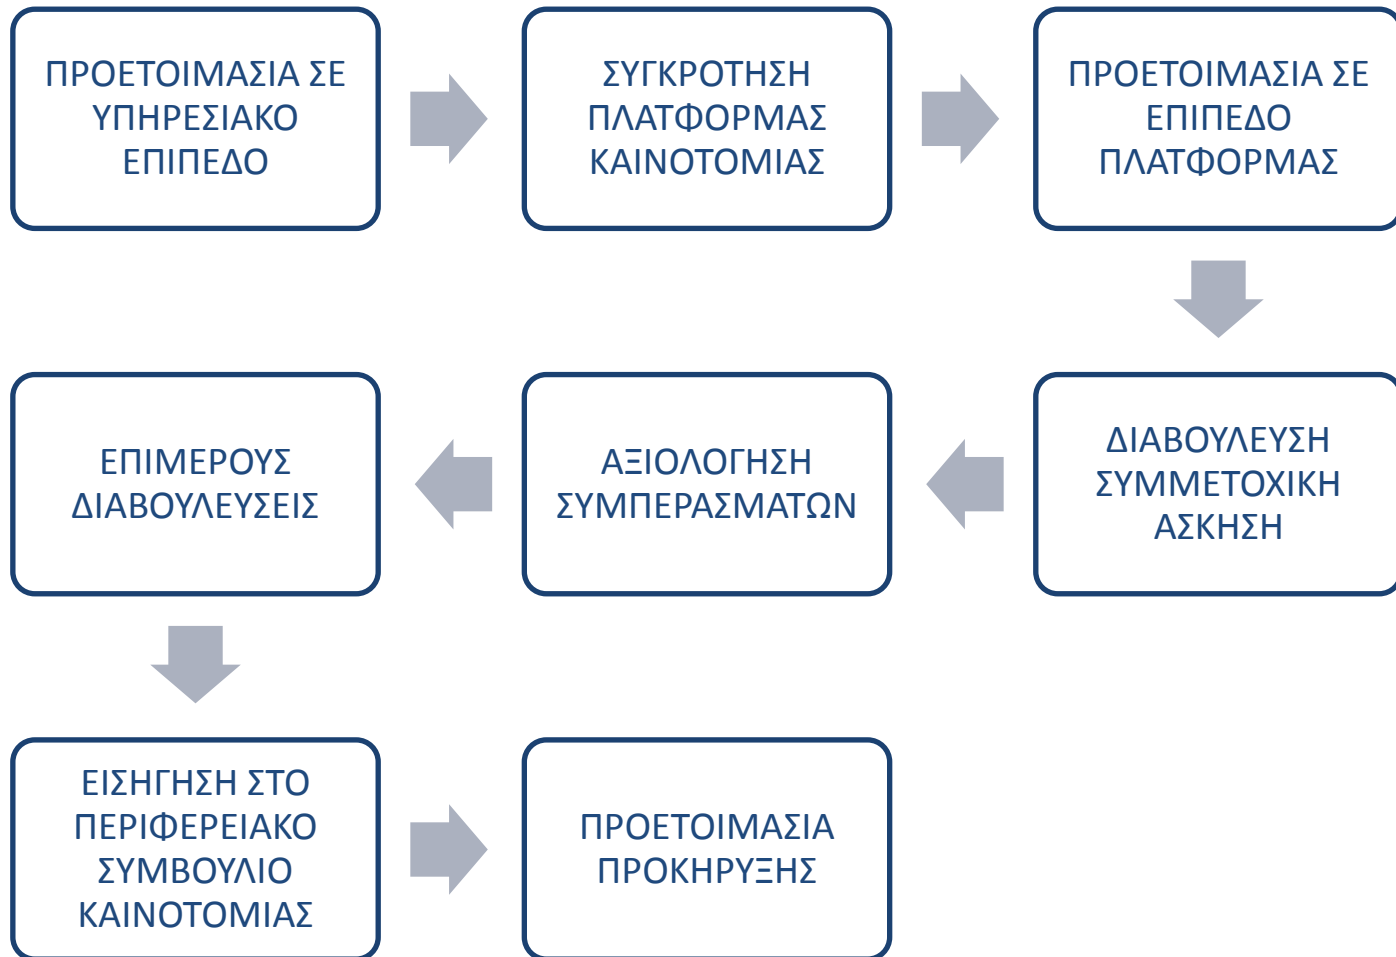 ΠΡΟΕΤΟΙΜΑΣΙΑ ΣΕ
ΥΠΗΡΕΣΙΑΚΟ
ΕΠΙΠΕΔΟ
ΣΥΓΚΡΟΤΗΣΗ
ΠΛΑΤΦΟΡΜΑΣ
ΚΑΙΝΟΤΟΜΙΑΣ
ΠΡΟΕΤΟΙΜΑΣΙΑ ΣΕ
ΕΠΙΠΕΔΟ
ΠΛΑΤΦΟΡΜΑΣ
ΔΙΑΒΟΥΛΕΥΣΗ
ΣΥΜΜΕΤΟΧΙΚΗ
ΑΣΚΗΣΗ
ΑΞΙΟΛΟΓΗΣΗ
ΣΥΜΠΕΡΑΣΜΑΤΩΝ
ΕΠΙΜΕΡΟΥΣ
ΔΙΑΒΟΥΛΕΥΣΕΙΣ
ΕΙΣΗΓΗΣΗ ΣΤΟ
ΠΕΡΙΦΕΡΕΙΑΚΟ
ΣΥΜΒΟΥΛΙΟ
ΚΑΙΝΟΤΟΜΙΑΣ
ΠΡΟΕΤΟΙΜΑΣΙΑ
ΠΡΟΚΗΡΥΞΗΣ